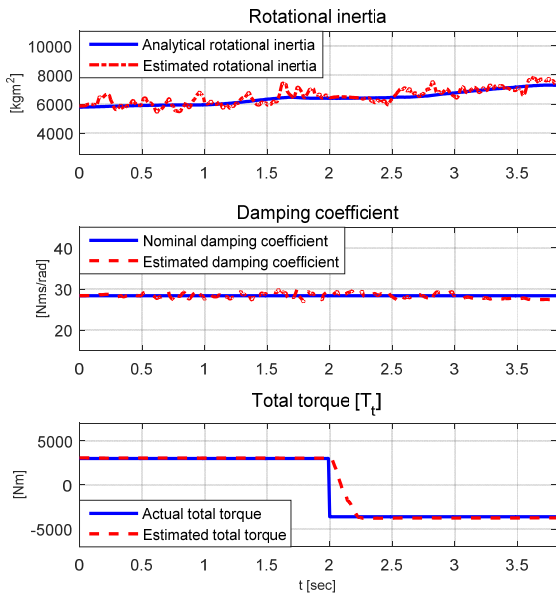 Rotational inertia
10000
8000
6000
4000
[kgm²]
Analytical rotational inertia
Estimated rotational inertia
0 0.5 1 1.5 2 2.5 3 3.5
Damping coefficient
40
30
20
[Nms/rad]
Nominal damping coefficient
Estimated damping coefficient
0 0.5 1 1.5 2 2.5 3 3.5
Total torque [Tₜ]
5000
0
-5000
[Nm]
Actual total torque
Estimated total torque
0 0.5 1 1.5 2 2.5 3 3.5
t [sec]